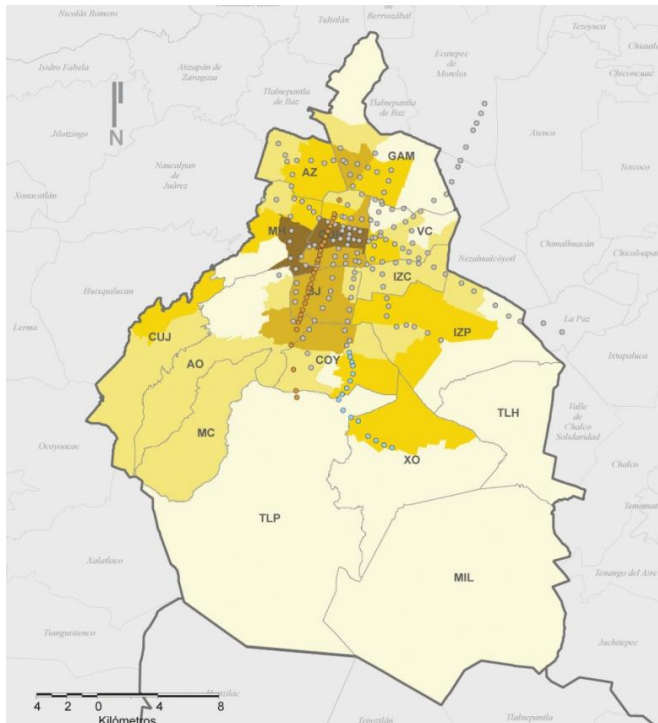 Nicolás Romero
Tultitlán
de
Berriozábal
Tezoyuca
Chiautla
Isidro Fabela
Atizapán de
Zaragoza
Tlalnepantla
de Baz
Ecatepec
de
Morelos
Tlalnepantla
de Baz
Chiconcuac
N
Jilotzingo
Atenco
Naucalpan
de Juárez
GAM
AZ
Texcoco
Xonacatlán
MH
VC
Chimalhuacán
Chicoloapan
Nezahualcóyotl
IZC
Huixquilucan
BJ
Lerma
CUJ
IZP
La Paz
AO
COY
Ixtapaluca
TLH
MC
Valle
de
Chalco
Solidaridad
Ocoyoacac
XO
Chalco
TLP
Xalatlaco
MIL
Tenango del Aire
Tianguistenco
Juchitepec
4 2 0 4 8
Kilómetros
Tlalnepantla